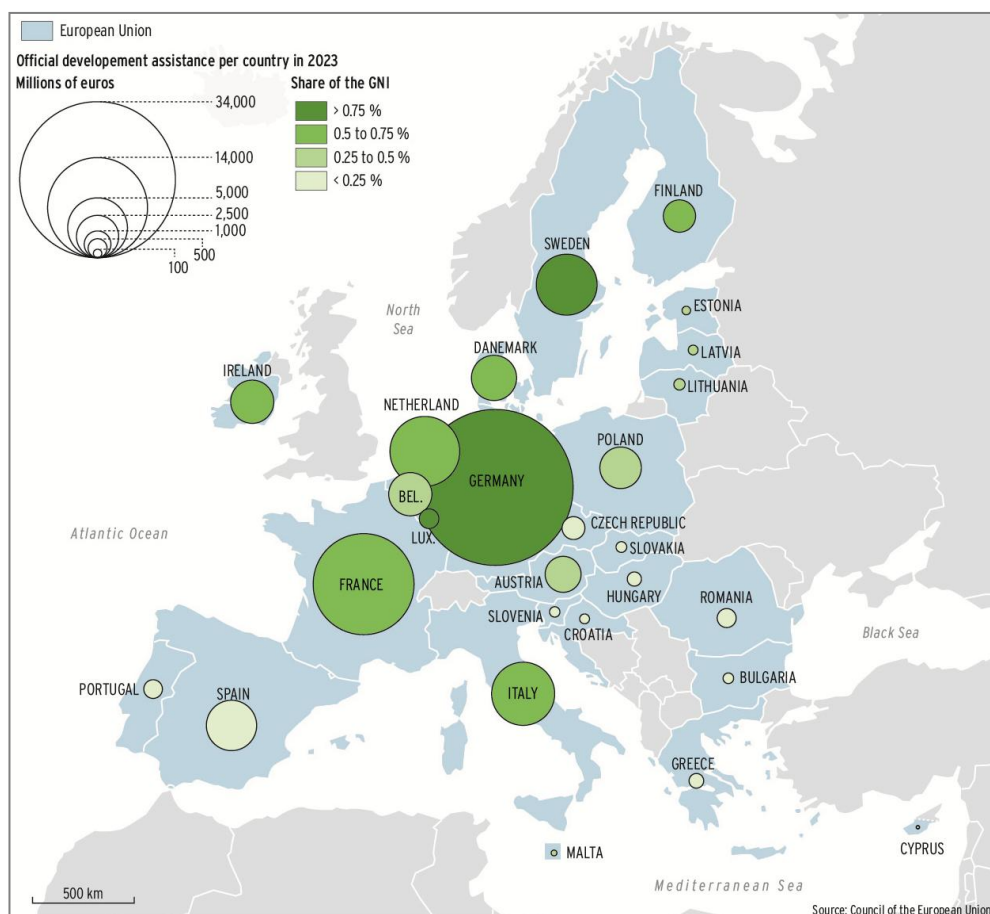 European Union
Official developement assistance per country in 2023
Millions of euros
34,000
14,000
5,000
2,500
1,000
500
100
Share of the GNI
> 0.75 %
0.5 to 0.75 %
0.25 to 0.5 %
< 0.25 %
FINLAND
SWEDEN
North
Sea
ESTONIA
DANEMARK
LATVIA
IRELAND
LITHUANIA
NETHERLAND
POLAND
GERMANY
BEL.
CZECH REPUBLIC
Atlantic Ocean
LUX.
SLOVAKIA
FRANCE
AUSTRIA
HUNGARY
ROMANIA
SLOVENIA
CROATIA
Black Sea
BULGARIA
PORTUGAL
SPAIN
ITALY
GREECE
CYPRUS
MALTA
Mediterranean Sea
500 km
Source: Council of the European Union